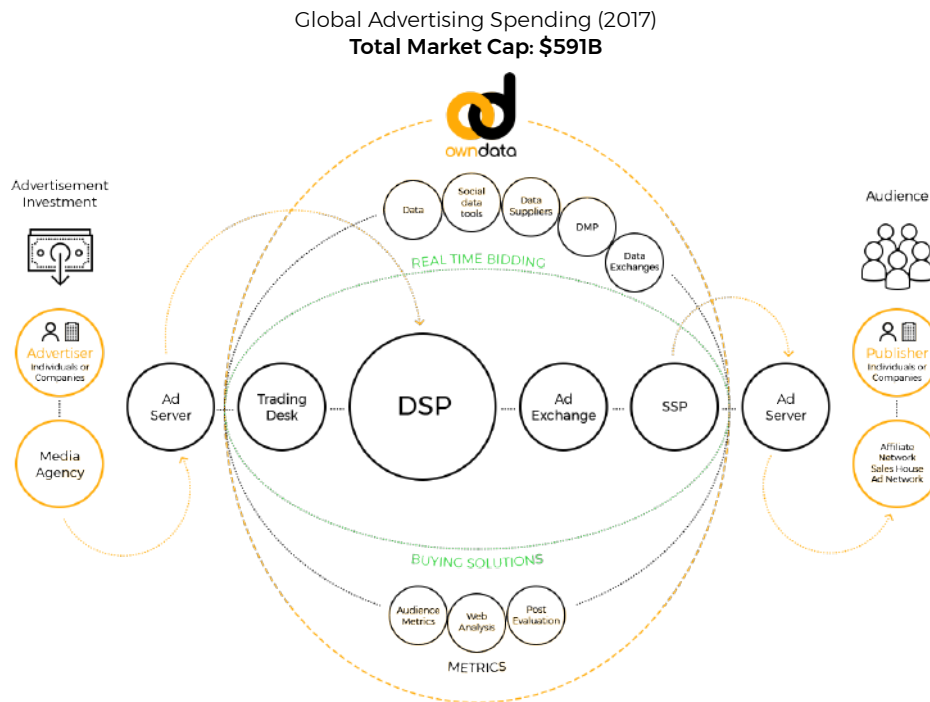 Global Advertising Spending (2017)
Total Market Cap: $591B
owndata
Advertisement
Investment
Audience
Data
Social
data
tools
Data
Suppliers
DMP
Data
Exchanges
REAL TIME BIDDING
Advertiser
Individuals or
Companies
Media
Agency
Ad
Server
Trading
Desk
DSP
Ad
Exchange
SSP
Ad
Server
Publisher
Individuals or
Companies
Affiliate
Network
Sales House
Ad Network
BUYING SOLUTIONS
Audience
Metrics
Web
Analysis
Post
Evaluation
METRICS